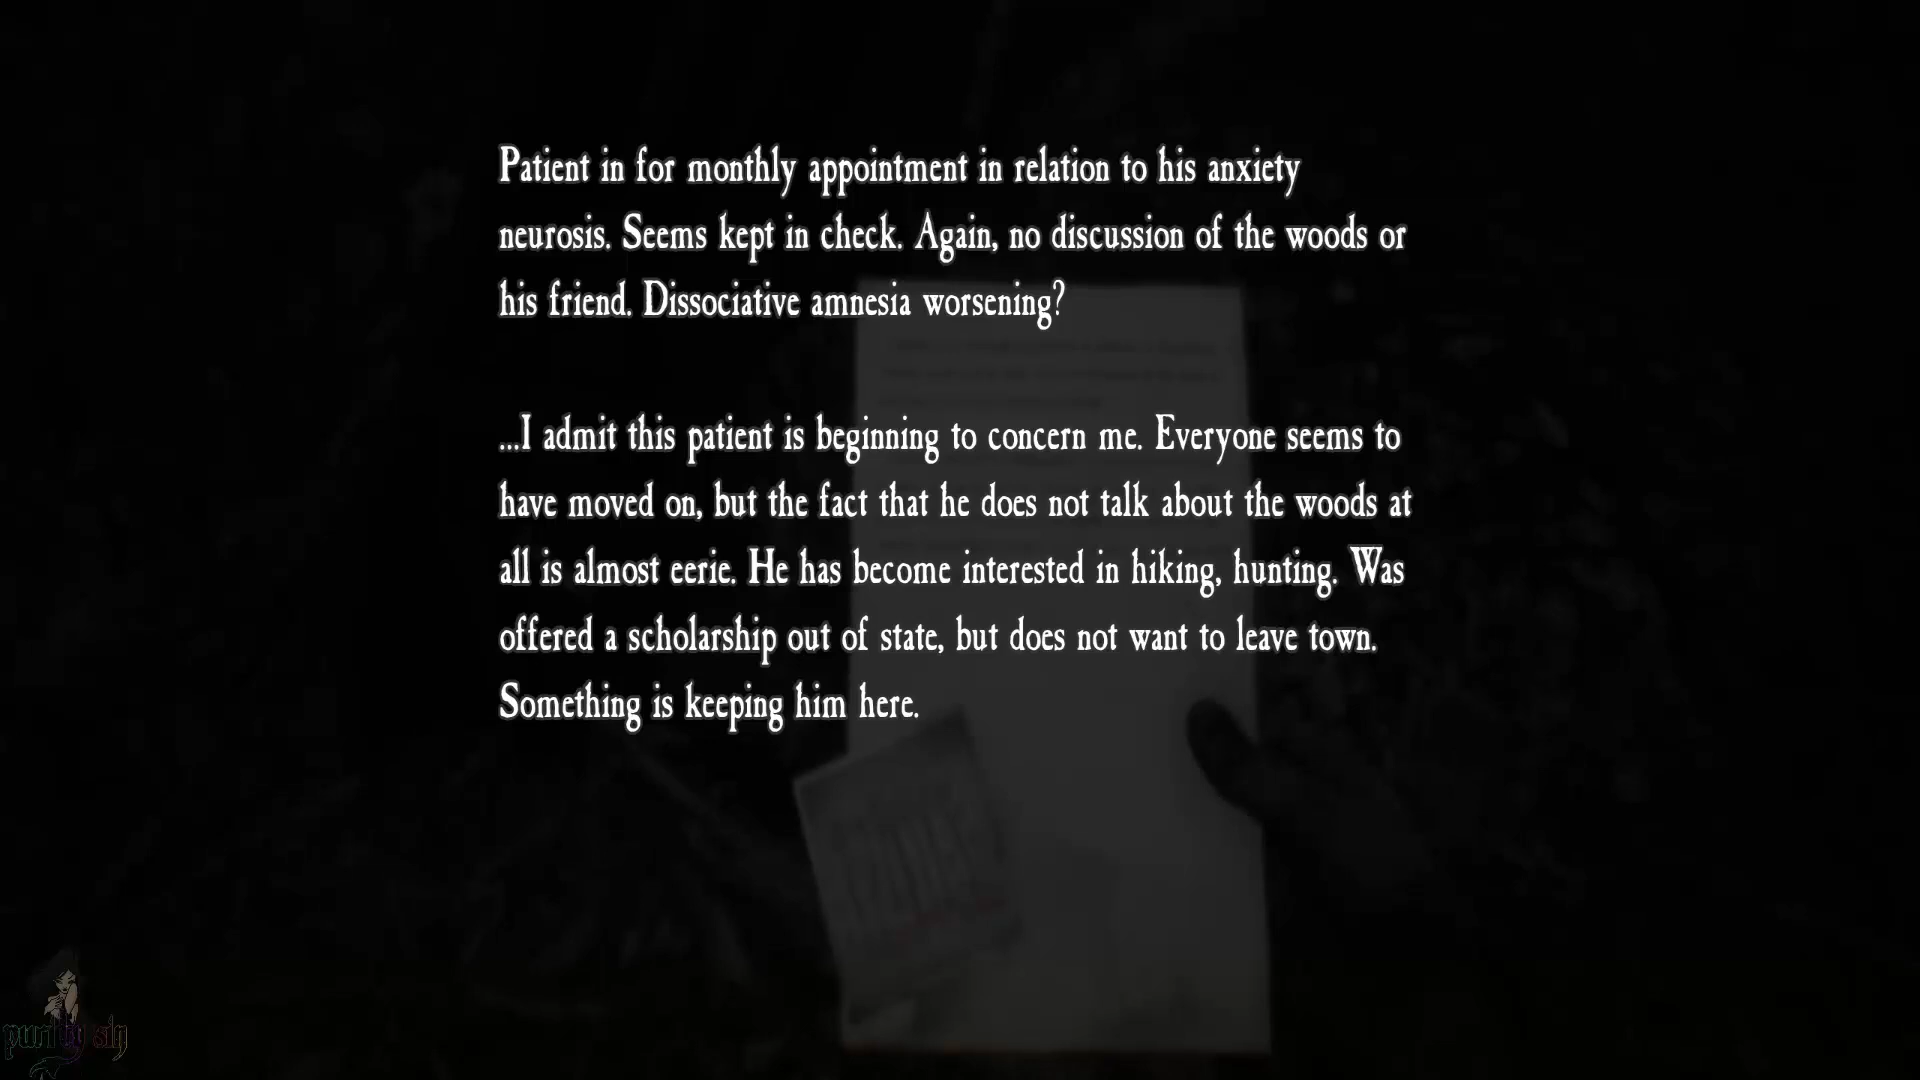 Patient in for monthly appointment in relation to his anxiety
neurosis. Seems kept in check. Again, no discussion of the woods or
his friend. Dissociative amnesia worsening?
...I admit this patient is beginning to concern me. Everyone seems to
have moved on, but the fact that he does not talk about the woods at
all is almost eerie. He has become interested in hiking, hunting. Was
offered a scholarship out of state, but does not want to leave town.
Something is keeping him here.
purity sin